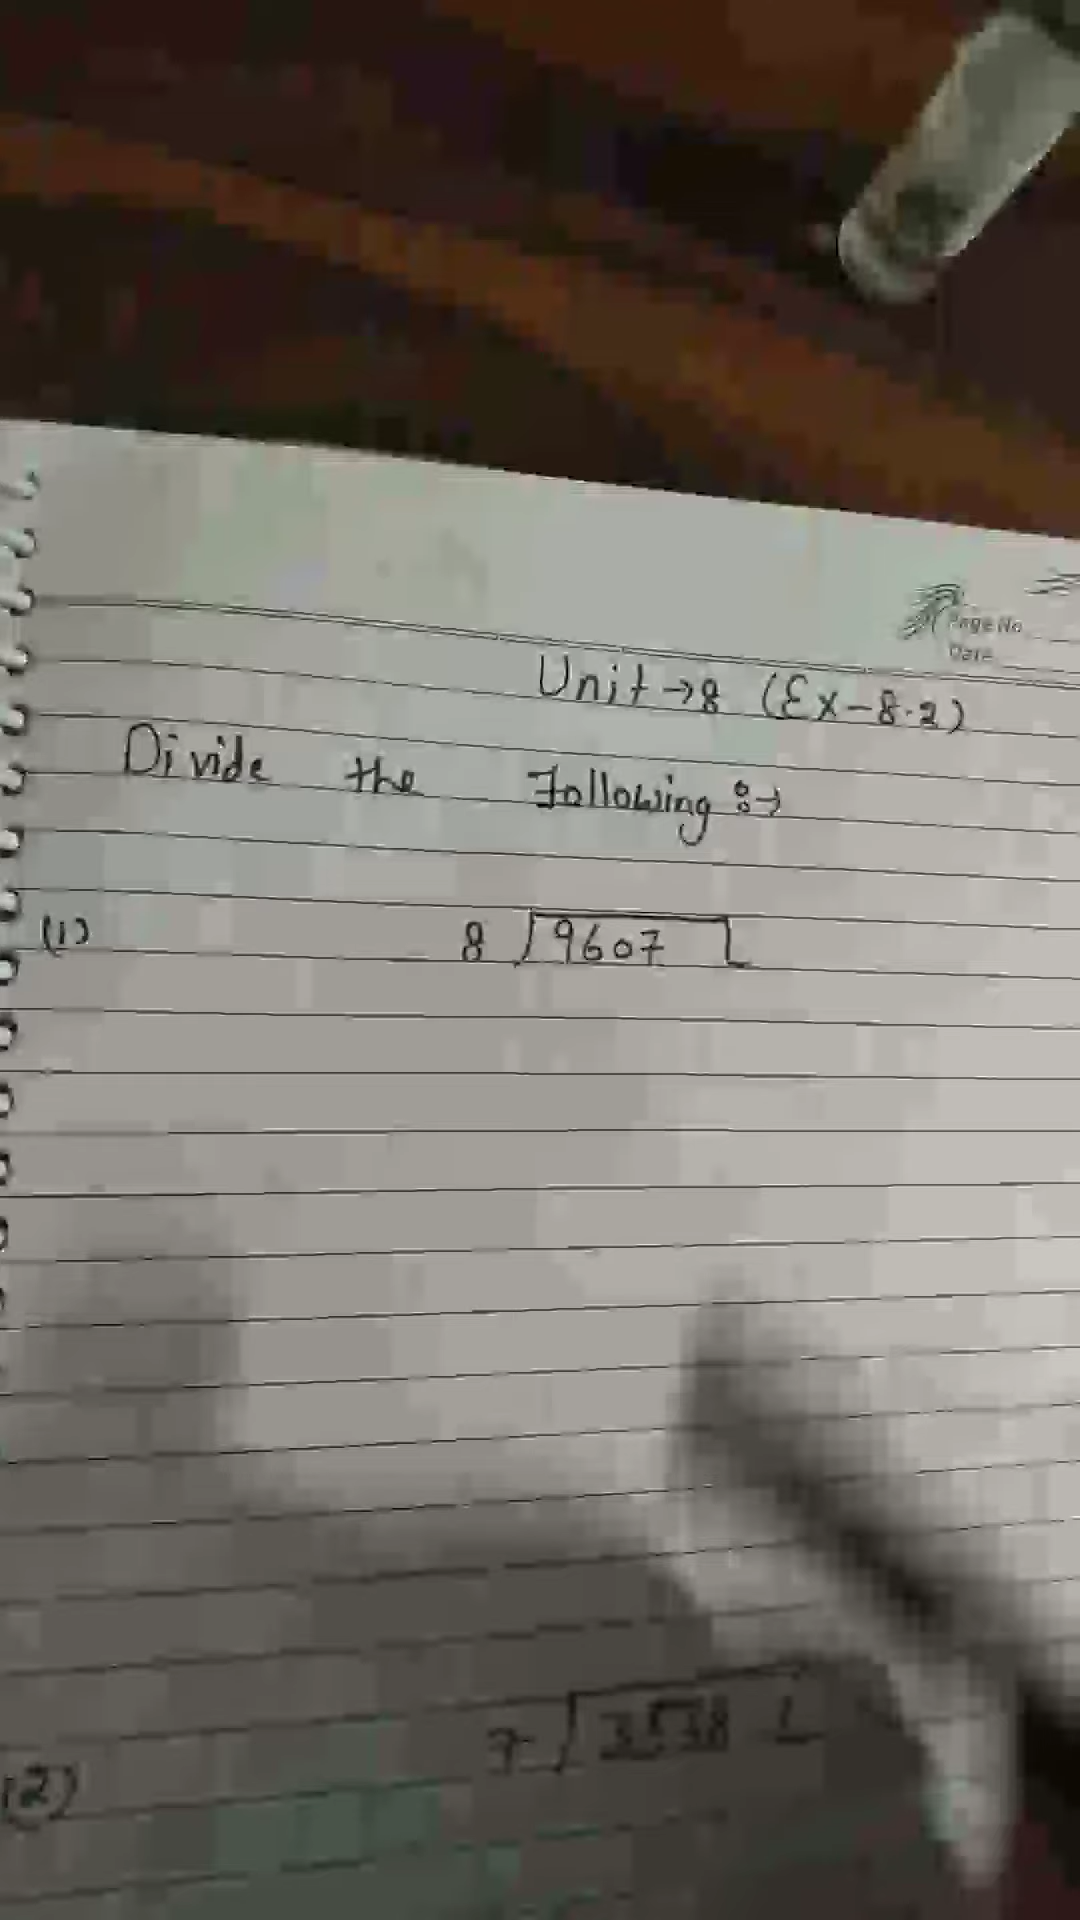 Page No.
Date
Unit → 8 (Ex-8.2)
Divide the Following :→
(1) 8 9607
(2) 7 3538